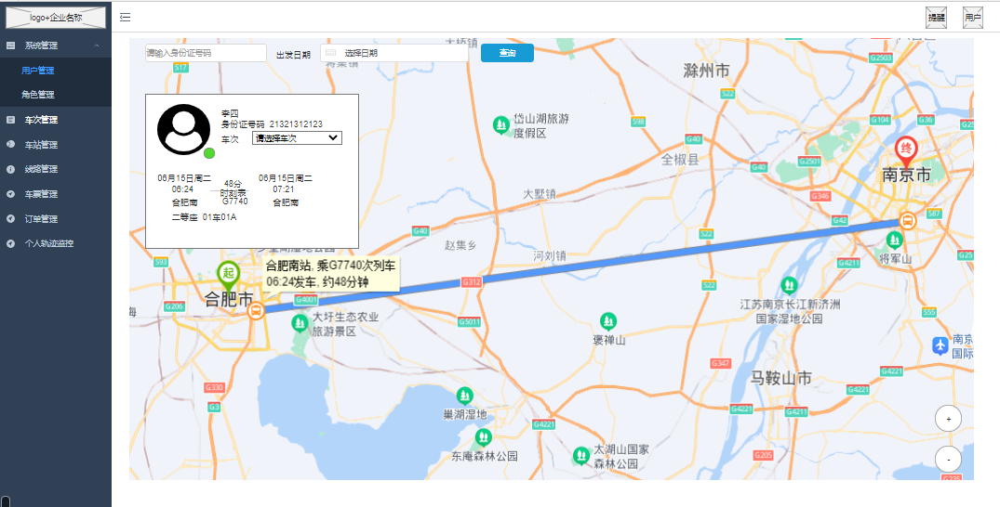 logo+企业名称
提醒
用户
系统管理
用户管理
角色管理
车次管理
车站管理
线路管理
车票管理
订单管理
个人轨迹监控
请输入身份证号码
出发日期
选择日期
查询
李四
身份证号码 21321312123
车次 请选择车次
06月15日周二
06:24
合肥南
48分
时刻表
G7740
06月15日周二
07:21
合肥南
二等座 01车01A
合肥南站, 乘G7740次列车
06:24发车, 约48分钟
起
合肥市
终
南京市
滁州市
G2503
S17
S22
岱山湖旅游
度假区
S98
G104
G36
G40
全椒县
G40
G2501
G346
大墅镇
S87
G42
G40
S22
赵集乡
河刘镇
将军山
S93
G4211
G312
S22
G206
G4001
江苏南京长江新济洲
国家湿地公园
大圩生态农业
旅游景区
G5011
S55
褒禅山
南京
国际
G347
G4221
马鞍山市
G330
G4221
巢湖湿地
G3
G4221
G4211
G4221
东庵森林公园
太湖山国家
森林公园
G205
G235
+
-